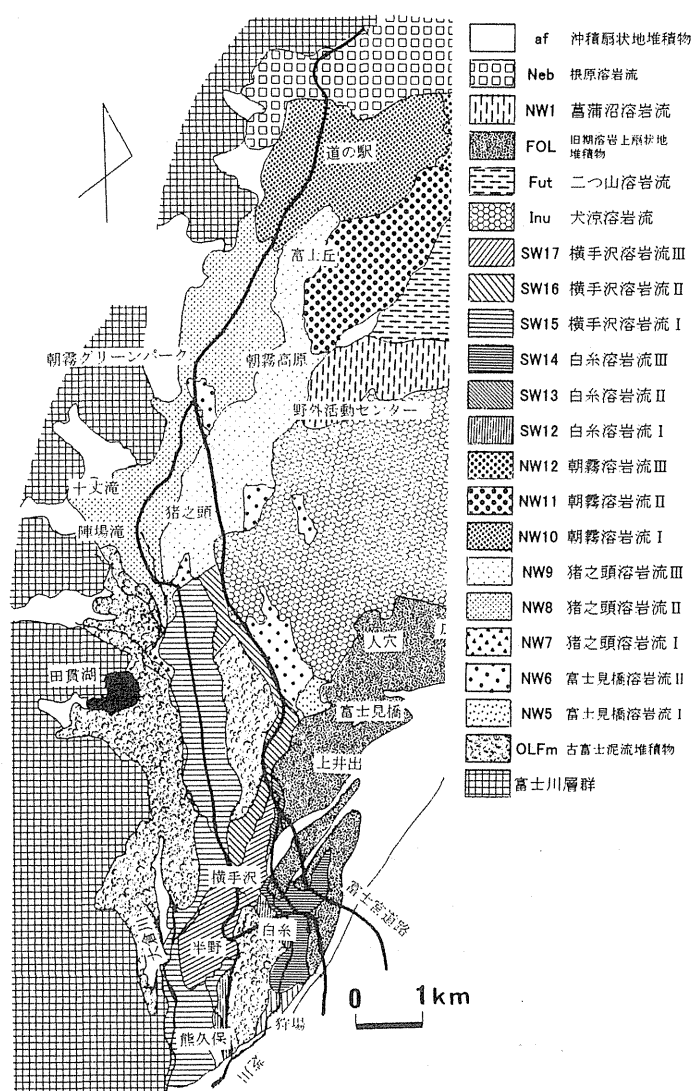 道の駅
富士丘
朝霧グリーンパーク
朝霧高原
野外活動センター
十丈滝
猪之頭
陣場滝
人穴
田貫湖
富士見橋
上井出
横手沢
富士宮道路
白糸
半野
0 1km
狩場
熊久保
af 沖積扇状地堆積物
Neb 根原溶岩流
NW1 菖蒲沼溶岩流
FOL 旧期溶岩上扇状地
堆積物
Fut 二つ山溶岩流
Inu 犬涼溶岩流
SW17 横手沢溶岩流Ⅲ
SW16 横手沢溶岩流Ⅱ
SW15 横手沢溶岩流Ⅰ
SW14 白糸溶岩流Ⅲ
SW13 白糸溶岩流Ⅱ
SW12 白糸溶岩流Ⅰ
NW12 朝霧溶岩流Ⅲ
NW11 朝霧溶岩流Ⅱ
NW10 朝霧溶岩流Ⅰ
NW9 猪之頭溶岩流Ⅲ
NW8 猪之頭溶岩流Ⅱ
NW7 猪之頭溶岩流Ⅰ
NW6 富士見橋溶岩流Ⅱ
NW5 富士見橋溶岩流Ⅰ
OLFm 古富士泥流堆積物
富士川層群